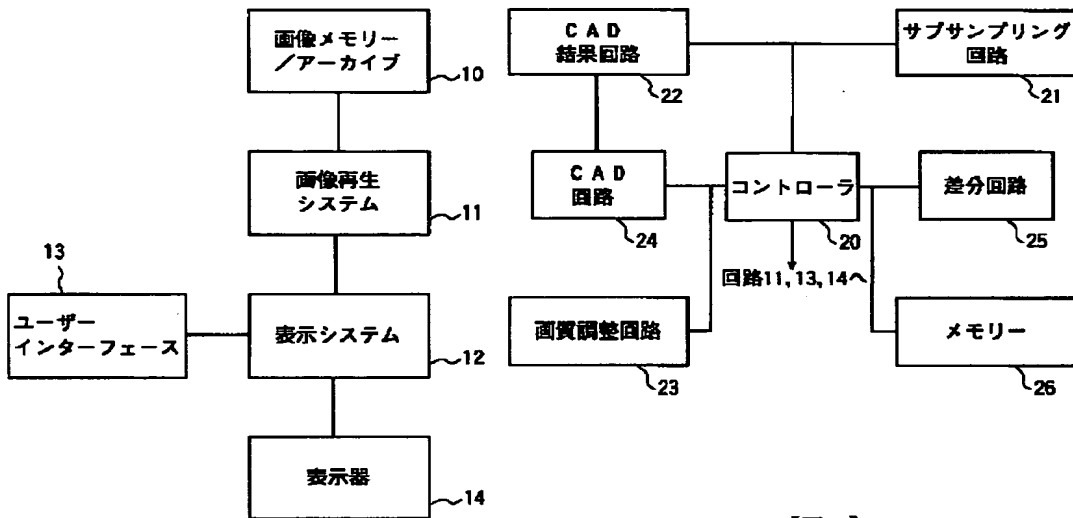 画像メモリー
／アーカイブ
10
画像再生
システム
11
13
ユーザー
インターフェース
表示システム
12
表示器
14
CAD
結果回路
22
サブサンプリング
回路
21
CAD
回路
24
コントローラ
20
差分回路
25
回路11,13,14へ
画質調整回路
23
メモリー
26